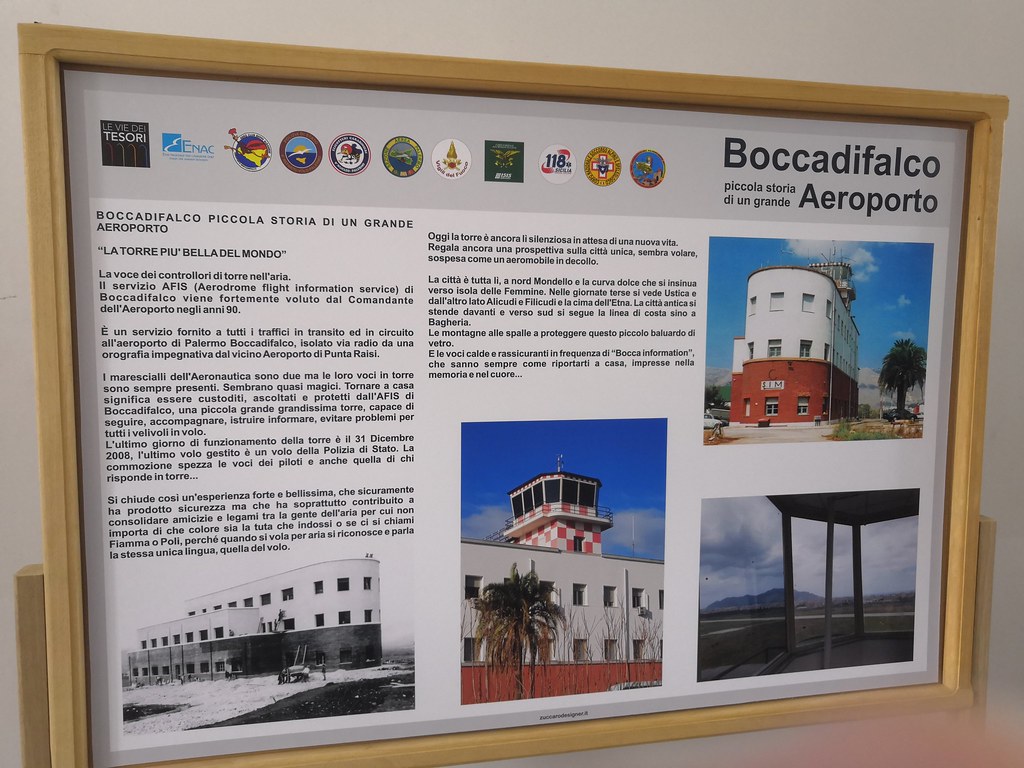 LE VIE DEI
TESORI
ENAC
Vigili del Fuoco
118
SICILIA
Boccadifalco
piccola storia
di un grande
Aeroporto
BOCCADIFALCO PICCOLA STORIA DI UN GRANDE
AEROPORTO
“LA TORRE PIU' BELLA DEL MONDO”
La voce dei controllori di torre nell'aria.
Il servizio AFIS (Aerodrome flight information service) di
Boccadifalco viene fortemente voluto dal Comandante
dell'Aeroporto negli anni 90.
È un servizio fornito a tutti i traffici in transito ed in circuito
all'aeroporto di Palermo Boccadifalco, isolato via radio da una
orografia impegnativa dal vicino Aeroporto di Punta Raisi.
I marescialli dell'Aeronautica sono due ma le loro voci in torre
sono sempre presenti. Sembrano quasi magici. Tornare a casa
significa essere custoditi, ascoltati e protetti dall'AFIS di
Boccadifalco, una piccola grande grandissima torre, capace di
seguire, accompagnare, istruire informare, evitare problemi per
tutti i velivoli in volo.
L'ultimo giorno di funzionamento della torre è il 31 Dicembre
2008, l'ultimo volo gestito è un volo della Polizia di Stato. La
commozione spezza le voci dei piloti e anche quella di chi
risponde in torre...
Si chiude così un'esperienza forte e bellissima, che sicuramente
ha prodotto sicurezza ma che ha soprattutto contribuito a
consolidare amicizie e legami tra la gente dell'aria per cui non
importa di che colore sia la tuta che indossi o se ci si chiami
Fiamma o Poli, perché quando si vola per aria si riconosce e parla
la stessa unica lingua, quella del volo.
Oggi la torre è ancora lì silenziosa in attesa di una nuova vita.
Regala ancora una prospettiva sulla città unica, sembra volare,
sospesa come un aeromobile in decollo.
La città è tutta lì, a nord Mondello e la curva dolce che si insinua
verso isola delle Femmine. Nelle giornate terse si vede Ustica e
dall'altro lato Alicudi e Filicudi e la cima dell'Etna. La città antica si
stende davanti e verso sud si segue la linea di costa sino a
Bagheria.
Le montagne alle spalle a proteggere questo piccolo baluardo di
vetro.
E le voci calde e rassicuranti in frequenza di “Bocca information”,
che sanno sempre come riportarti a casa, impresse nella
memoria e nel cuore...
zuccarodesigner.it